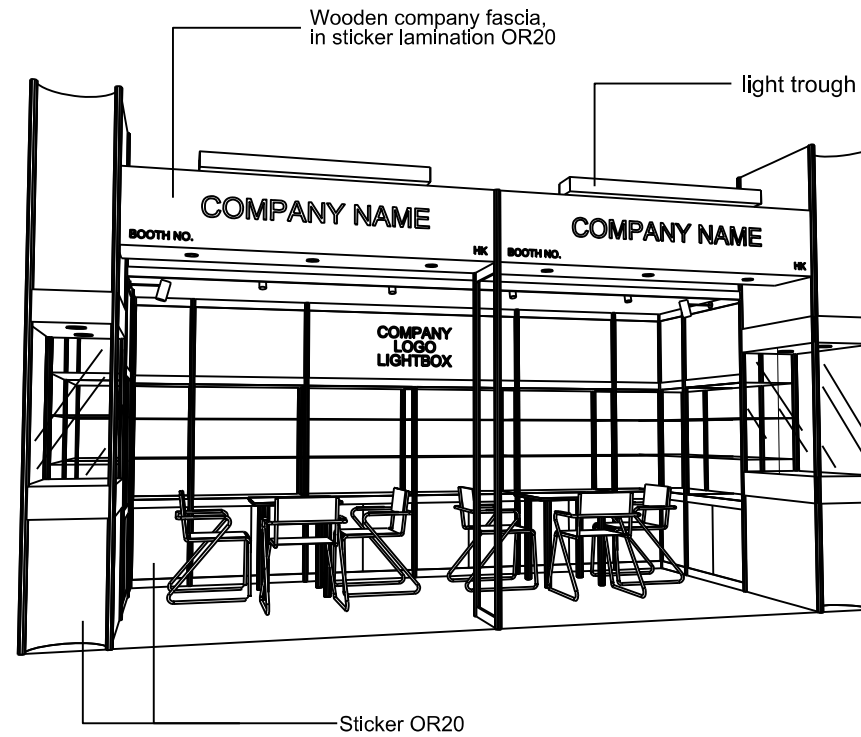 Wooden company fascia,
in sticker lamination OR20
light trough
COMPANY NAME
BOOTH NO.
HK
COMPANY NAME
BOOTH NO.
HK
COMPANY
LOGO
LIGHTBOX
Sticker OR20